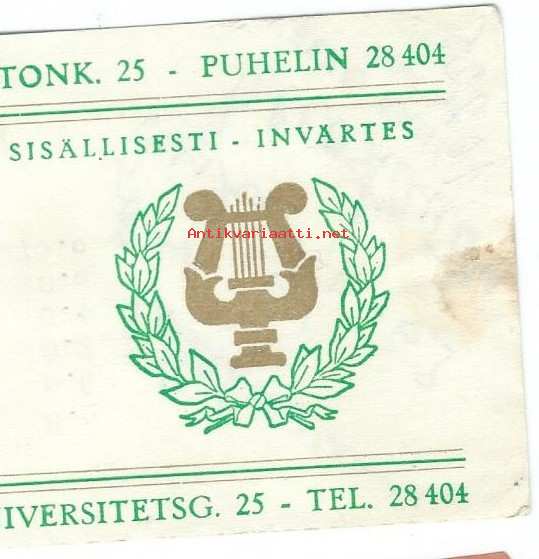 TONK. 25 - PUHELIN 28 404
SISÄLLISESTI - INVÄRTES
Antikvariaatti.net
IVERSITETSG. 25 - TEL. 28 404